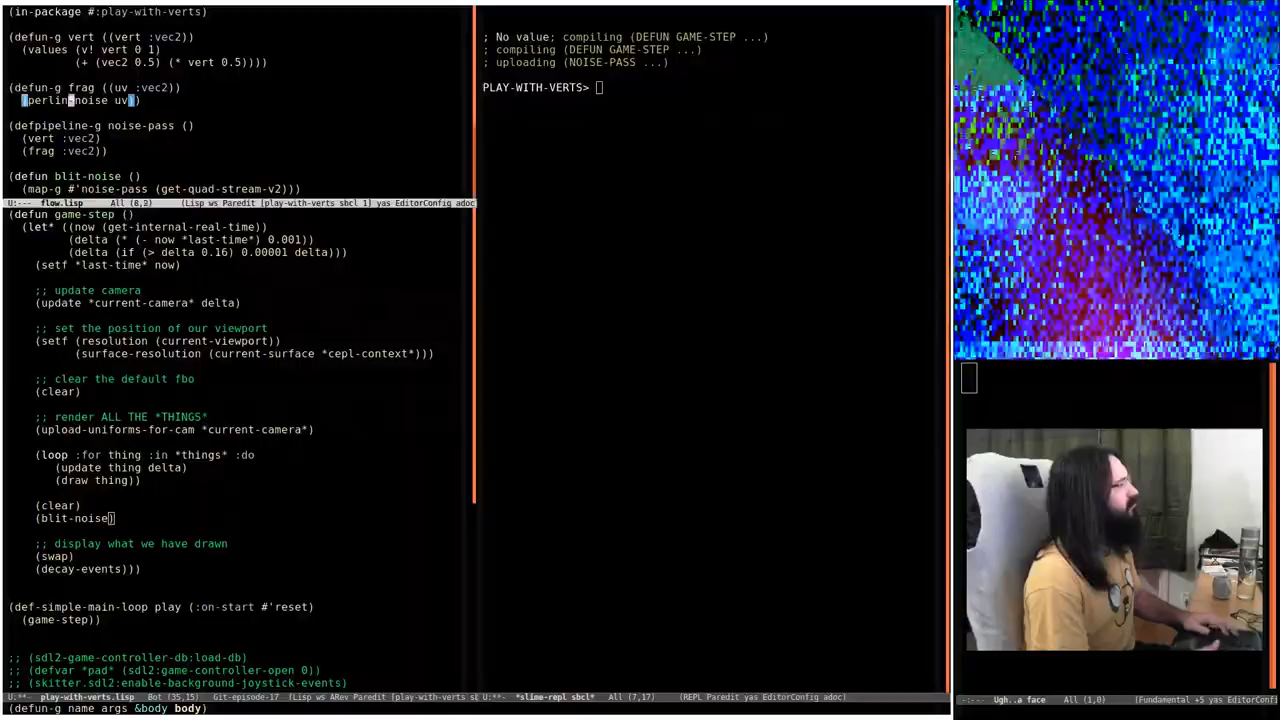 (in-package #:play-with-verts)
(defun-g vert ((vert :vec2))
(values (v! vert 0 1)
(+ (vec2 0.5) (* vert 0.5))))
(defun-g frag ((uv :vec2))
(perlin-noise uv))
(defpipeline-g noise-pass ()
(vert :vec2)
(frag :vec2))
(defun blit-noise ()
(map-g #'noise-pass (get-quad-stream-v2)))
U:--- flow.lisp All (8,2) (Lisp ws Paredit [play-with-verts sbcl 1] yas EditorConfig adoc
(defun game-step ()
(let* ((now (get-internal-real-time))
(delta (* (- now *last-time*) 0.001))
(delta (if (> delta 0.16) 0.00001 delta)))
(setf *last-time* now)
;; update camera
(update *current-camera* delta)
;; set the position of our viewport
(setf (resolution (current-viewport))
(surface-resolution (current-surface *cepl-context*)))
;; clear the default fbo
(clear)
;; render ALL THE *THINGS*
(upload-uniforms-for-cam *current-camera*)
(loop :for thing :in *things* :do
(update thing delta)
(draw thing))
(clear)
(blit-noise)
;; display what we have drawn
(swap)
(decay-events)))
(def-simple-main-loop play (:on-start #'reset)
(game-step))
;; (sdl2-game-controller-db:load-db)
;; (defvar *pad* (sdl2:game-controller-open 0))
;; (skitter.sdl2:enable-background-joystick-events)
U:**- play-with-verts.lisp Bot (35,15) Git-episode-17 (Lisp ws ARev Paredit [play-with-verts sb
(defun-g name args &body body)
; No value; compiling (DEFUN GAME-STEP ...)
; compiling (DEFUN GAME-STEP ...)
; uploading (NOISE-PASS ...)
PLAY-WITH-VERTS>
U:**- *slime-repl sbcl* All (7,17) (REPL Paredit yas EditorConfig adoc)
-:--- Ugh..a face All (1,0) (Fundamental +5 yas EditorConfi